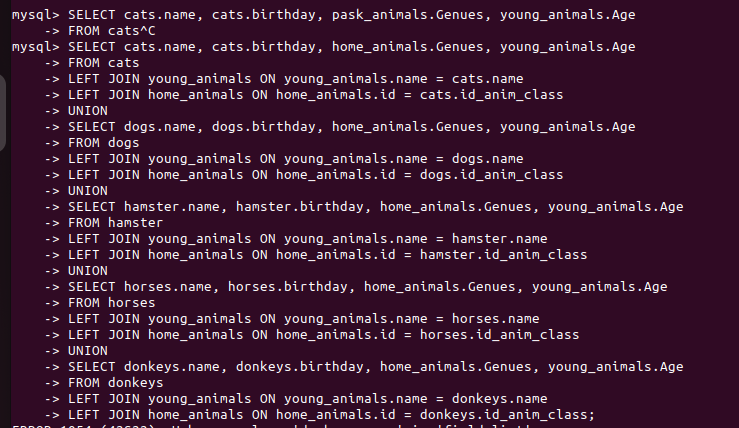 mysql> SELECT cats.name, cats.birthday, pask_animals.Genues, young_animals.Age
    -> FROM cats^C
mysql> SELECT cats.name, cats.birthday, home_animals.Genues, young_animals.Age
    -> FROM cats
    -> LEFT JOIN young_animals ON young_animals.name = cats.name
    -> LEFT JOIN home_animals ON home_animals.id = cats.id_anim_class
    -> UNION
    -> SELECT dogs.name, dogs.birthday, home_animals.Genues, young_animals.Age
    -> FROM dogs
    -> LEFT JOIN young_animals ON young_animals.name = dogs.name
    -> LEFT JOIN home_animals ON home_animals.id = dogs.id_anim_class
    -> UNION
    -> SELECT hamster.name, hamster.birthday, home_animals.Genues, young_animals.Age
    -> FROM hamster
    -> LEFT JOIN young_animals ON young_animals.name = hamster.name
    -> LEFT JOIN home_animals ON home_animals.id = hamster.id_anim_class
    -> UNION
    -> SELECT horses.name, horses.birthday, home_animals.Genues, young_animals.Age
    -> FROM horses
    -> LEFT JOIN young_animals ON young_animals.name = horses.name
    -> LEFT JOIN home_animals ON home_animals.id = horses.id_anim_class
    -> UNION
    -> SELECT donkeys.name, donkeys.birthday, home_animals.Genues, young_animals.Age
    -> FROM donkeys
    -> LEFT JOIN young_animals ON young_animals.name = donkeys.name
    -> LEFT JOIN home_animals ON home_animals.id = donkeys.id_anim_class;